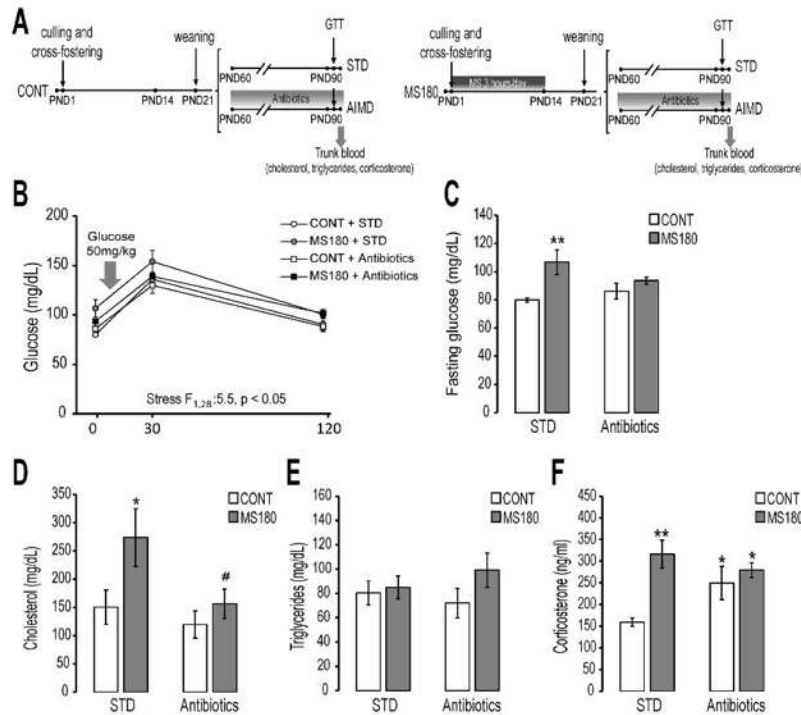 A
culling and
cross-fostering
weaning
GTT
STD
PND60
PND90
CONT
PND1
PND14
PND21
Antibiotics
AIMD
PND60
PND90
Trunk blood
(cholesterol, triglycerides, corticosterone)
culling and
cross-fostering
weaning
GTT
MS 3 hours/day
STD
PND60
PND90
MS180
PND1
PND14
PND21
Antibiotics
AIMD
PND60
PND90
Trunk blood
(cholesterol, triglycerides, corticosterone)
B
Glucose (mg/dL)
200
150
100
50
0
Glucose
50mg/kg
CONT + STD
MS180 + STD
CONT + Antibiotics
MS180 + Antibiotics
Stress F1,28:5.5, p < 0.05
0
30
120
C
Fasting glucose (mg/dL)
140
120
100
80
60
40
20
0
CONT
MS180
**
STD
Antibiotics
D
Cholesterol (mg/dL)
350
300
250
200
150
100
50
0
CONT
MS180
*
#
STD
Antibiotics
E
Triglycerides (mg/dL)
160
140
120
100
80
60
40
20
0
CONT
MS180
STD
Antibiotics
F
Corticosterone (ng/ml)
450
400
350
300
250
200
150
100
50
0
CONT
MS180
**
*
*
STD
Antibiotics